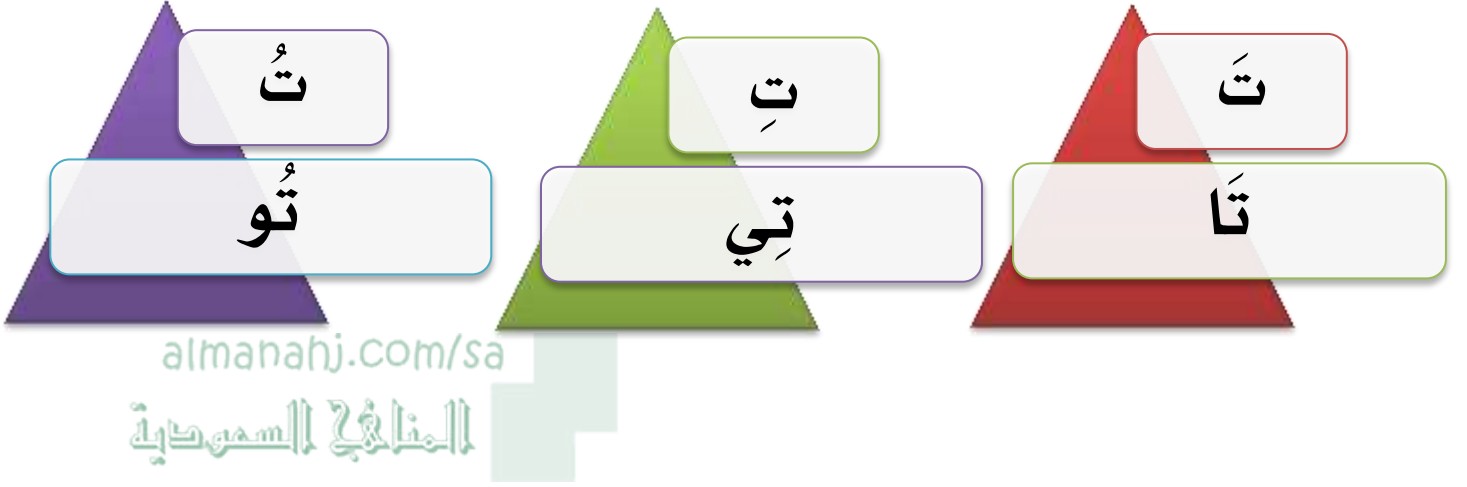 تَ
تَا
تِ
تِي
تُ
تُو
almanahj.com/sa
المناهج السعودية